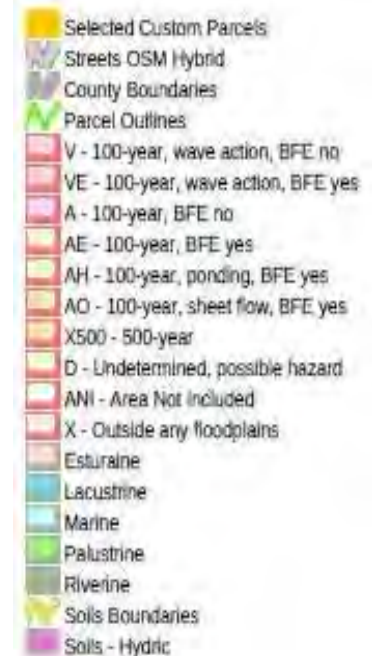 Selected Custom Parcels
Streets OSM Hybrid
County Boundaries
Parcel Outlines
V - 100-year, wave action, BFE no
VE - 100-year, wave action, BFE yes
A - 100-year, BFE no
AE - 100-year, BFE yes
AH - 100-year, ponding, BFE yes
AO - 100-year, sheet flow, BFE yes
X500 - 500-year
D - Undetermined, possible hazard
ANI - Area Not Included
X - Outside any floodplains
Esturaine
Lacustrine
Marine
Palustrine
Riverine
Soils Boundaries
Soils - Hydric